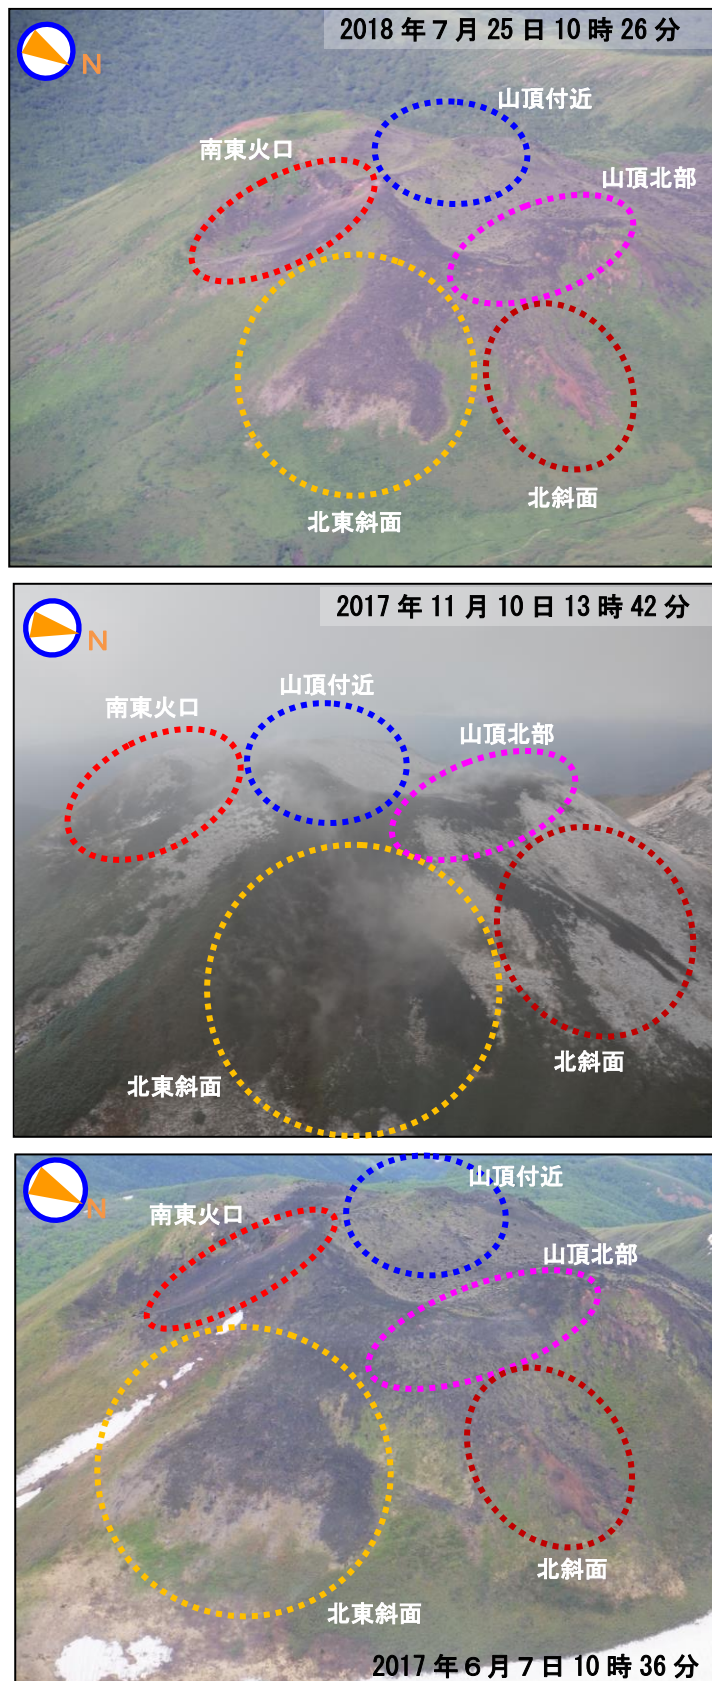 2018年7月25日10時26分
N
山頂付近
南東火口
山頂北部
北斜面
北東斜面
2017年11月10日13時42分
N
山頂付近
南東火口
山頂北部
北斜面
北東斜面
N
山頂付近
南東火口
山頂北部
北斜面
北東斜面
2017年6月7日10時36分